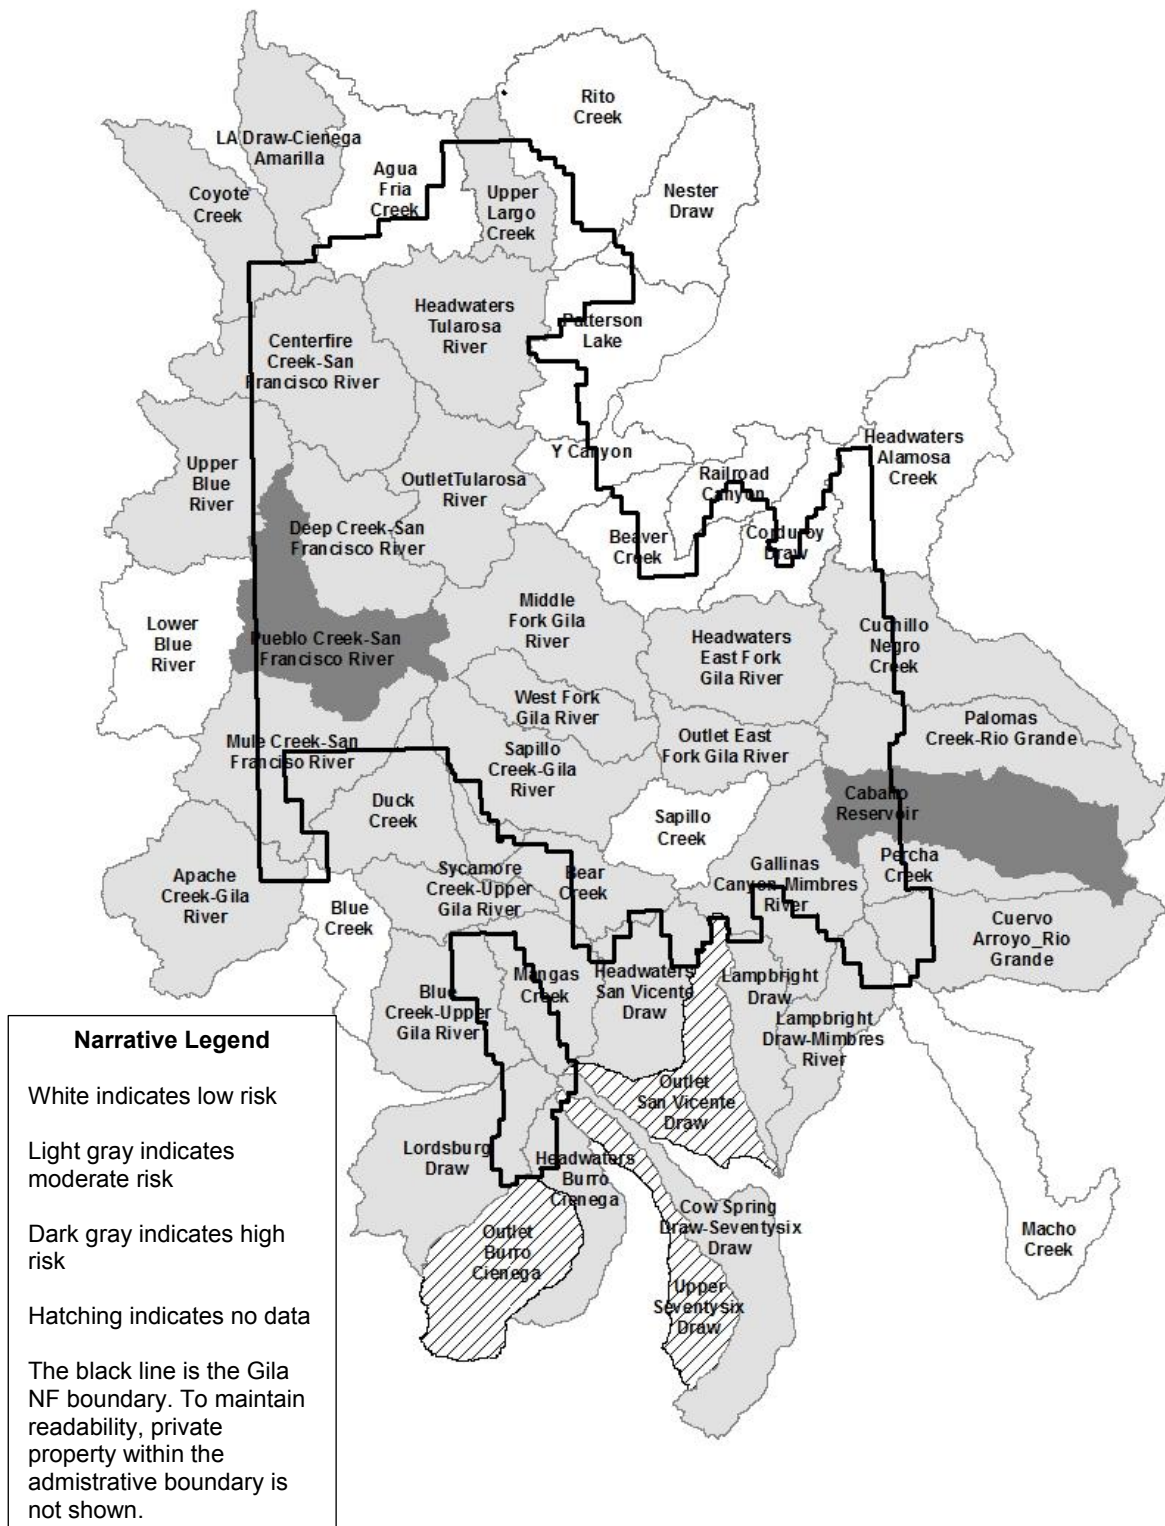 Rito
Creek
LA Draw-Cienega
Amarilla
Agua
Fria
Creek
Coyote
Creek
Upper
Largo
Creek
Nester
Draw
Headwaters
Tularosa
River
Patterson
Lake
Centerfire
Creek-San
Francisco River
Headwaters
Alamosa
Creek
Y Canyon
Upper
Blue
River
OutletTularosa
River
Railroad
Canyon
Deep Creek-San
Francisco River
Beaver
Creek
Corduroy
Draw
Middle
Fork Gila
River
Lower
Blue
River
Pueblo Creek-San
Francisco River
Headwaters
East Fork
Gila River
Cuchillo
Negro
Creek
West Fork
Gila River
Palomas
Creek-Rio Grande
Mule Creek-San
Franciso River
Sapillo
Creek-Gila
River
Outlet East
Fork Gila River
Duck
Creek
Caballo
Reservoir
Sapillo
Creek
Apache
Creek-Gila
River
Sycamore
Creek-Upper
Gila River
Bear
Creek
Gallinas
Canyon_Mimbres
River
Percha
Creek
Blue
Creek
Cuervo
Arroyo_Rio
Grande
Blue
Creek-Upper
Gila River
Mangas
Creek
Headwaters
San Vicente
Draw
Lampbright
Draw
Lampbright
Draw-Mimbres
River
Outlet
San Vicente
Draw
Lordsburg
Draw
Headwaters
Burro
Cienega
Cow Spring
Draw-Seventysix
Draw
Outlet
Burro
Cienega
Upper
Seventysix
Draw
Macho
Creek
Narrative Legend
White indicates low risk
Light gray indicates
moderate risk
Dark gray indicates high
risk
Hatching indicates no data
The black line is the Gila
NF boundary. To maintain
readability, private
property within the
admistrative boundary is
not shown.